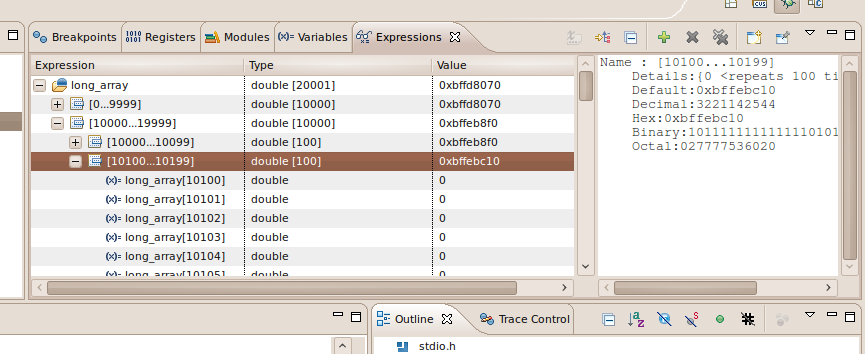 Breakpoints Registers Modules (x)= Variables Expressions
Expression Type Value
long_array double [20001] 0xbffd8070
[0...9999] double [10000] 0xbffd8070
[10000...19999] double [10000] 0xbffeb8f0
[10000...10099] double [100] 0xbffeb8f0
[10100...10199] double [100] 0xbffebc10
(x)= long_array[10100] double 0
(x)= long_array[10101] double 0
(x)= long_array[10102] double 0
(x)= long_array[10103] double 0
(x)= long_array[10104] double 0
(x)= long_array[10105] double 0
Name : [10100...10199]
Details:{0 <repeats 100 ti
Default:0xbffebc10
Decimal:3221142544
Hex:0xbffebc10
Binary:10111111111111110101
Octal:027777536020
Outline Trace Control
stdio.h